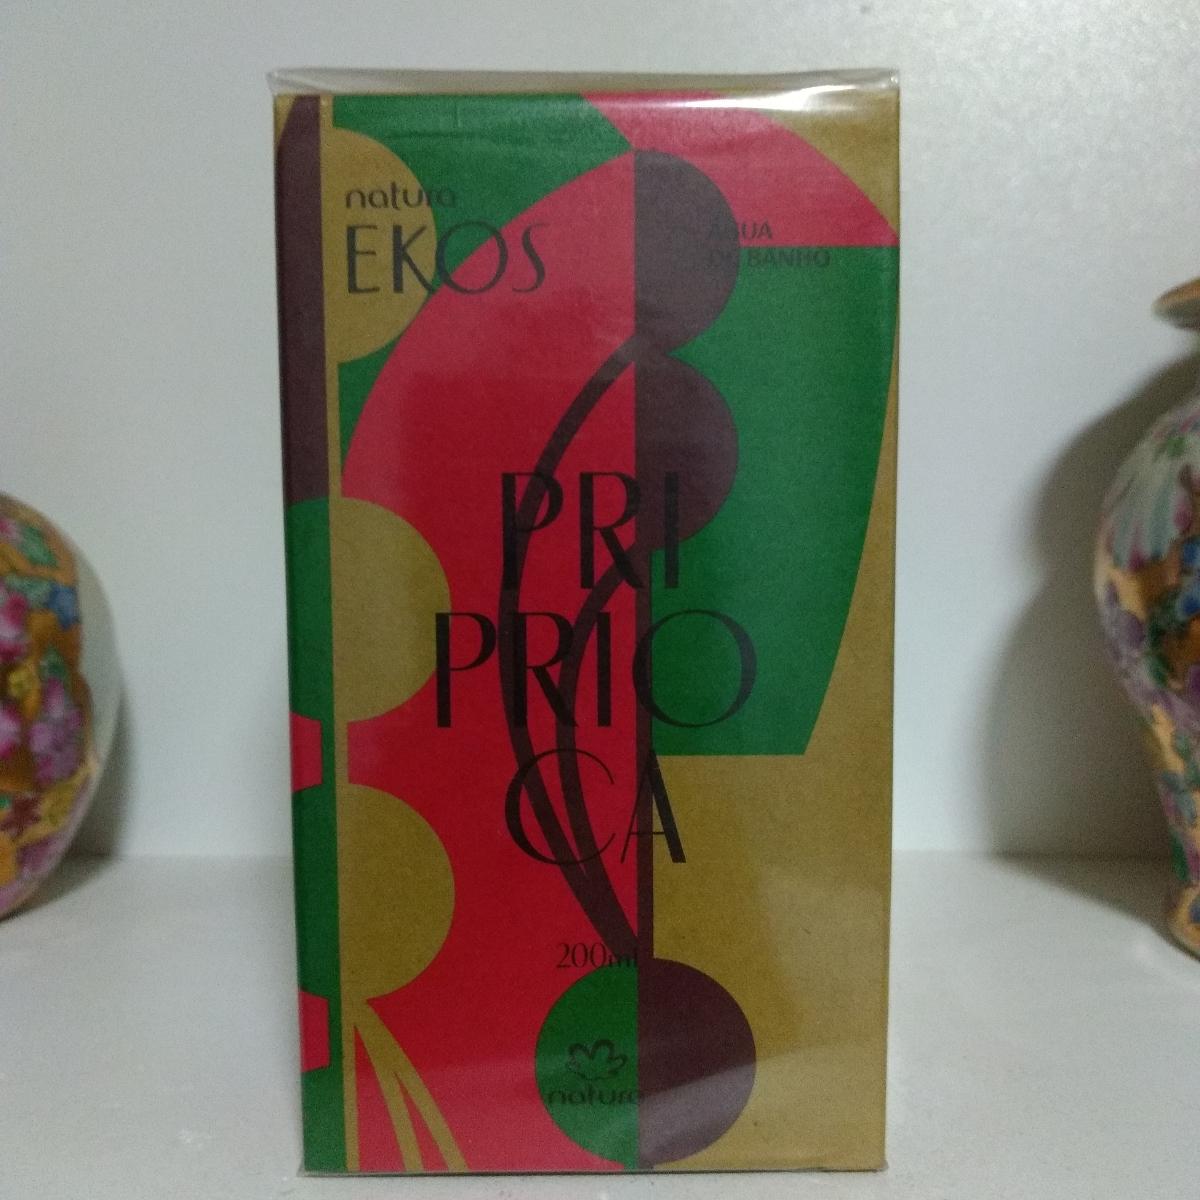 natura
EKOS
ÁGUA
DE BANHO
PRI
PRIO
CA
200ml
natura